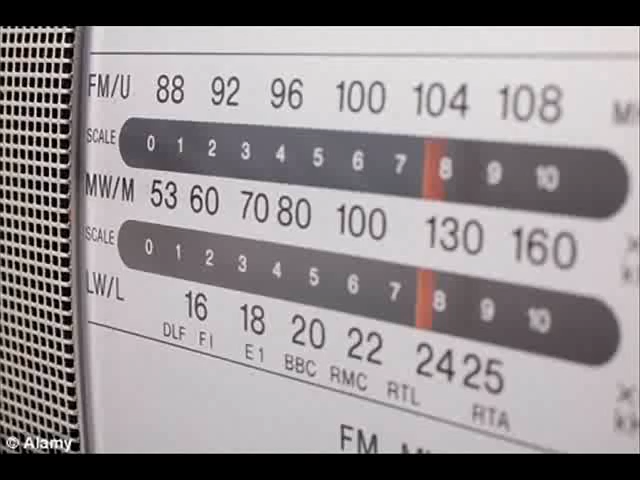 FM/U 88 92 96 100 104 108
SCALE 0 1 2 3 4 5 6 7 8 9 10
MW/M 53 60 70 80 100 130 160
SCALE 0 1 2 3 4 5 6 7 8 9 10
LW/L 16 18 20 22 24 25
DLF F1 E1 BBC RMC RTL RTA
FM
© Alamy